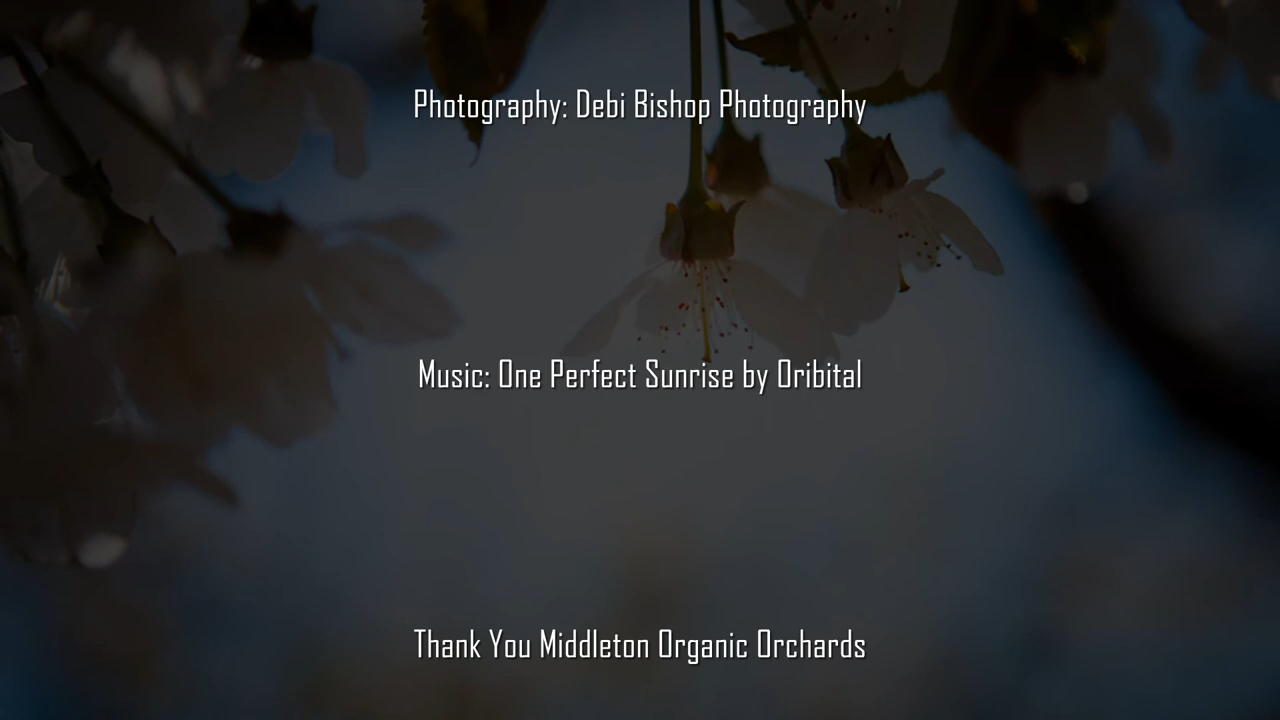 Photography: Debi Bishop Photography
Music: One Perfect Sunrise by Oribital
Thank You Middleton Organic Orchards